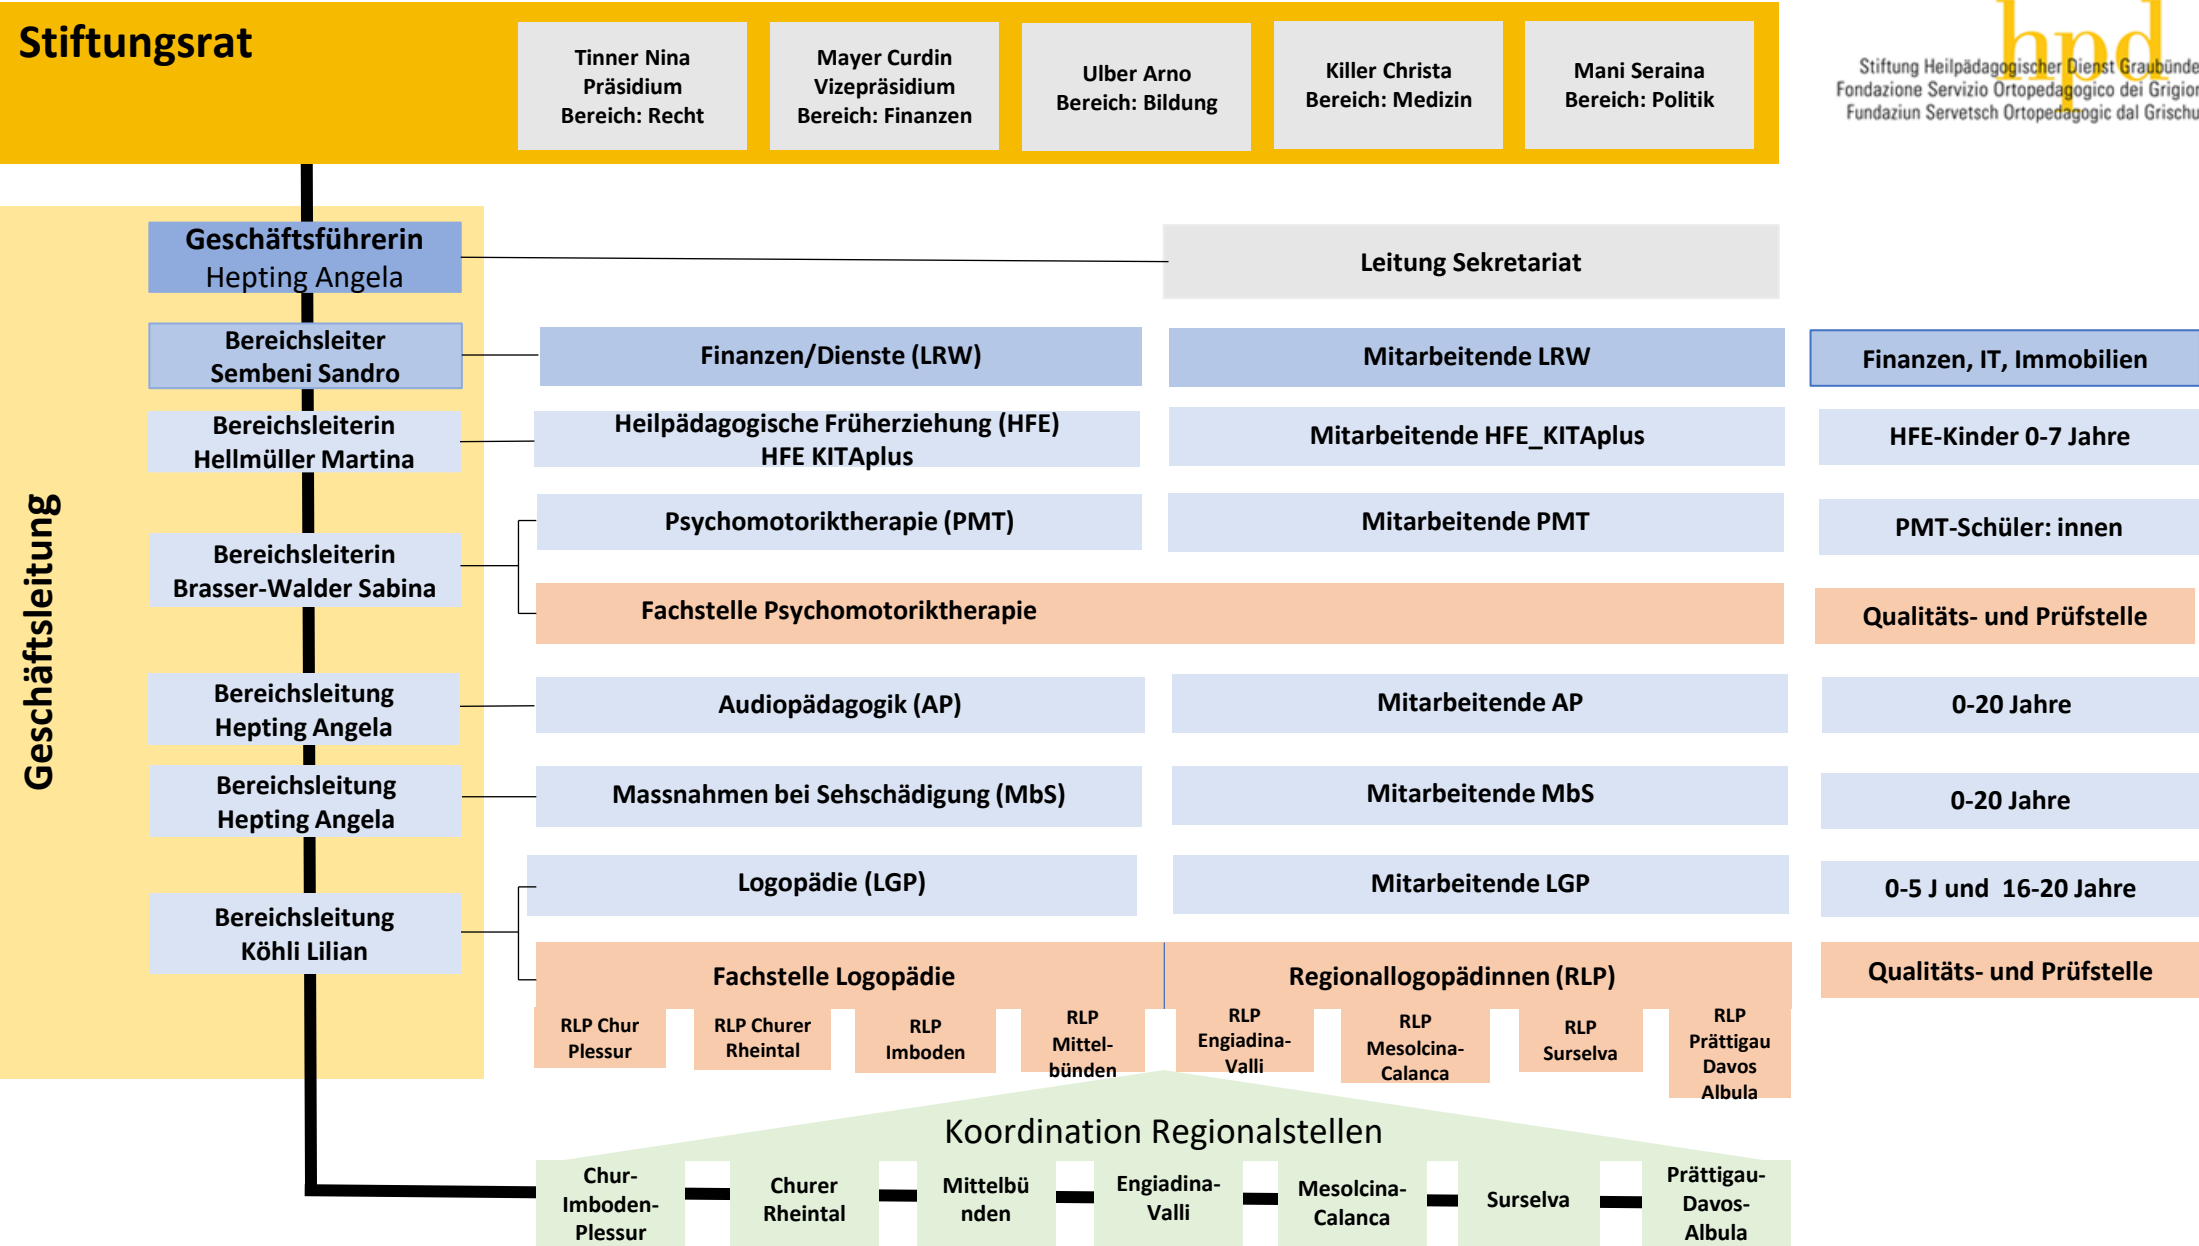 Stiftungsrat
Tinner Nina
Präsidium
Bereich: Recht
Mayer Curdin
Vizepräsidium
Bereich: Finanzen
Ulber Arno
Bereich: Bildung
Killer Christa
Bereich: Medizin
Mani Seraina
Bereich: Politik
hpd
Stiftung Heilpädagogischer Dienst Graubünde
Fondazione Servizio Ortopedagogico dei Grigion
Fundaziun Servetsch Ortopedagogic dal Grischu
Geschäftsleitung
Geschäftsführerin
Hepting Angela
Leitung Sekretariat
Bereichsleiter
Sembeni Sandro
Finanzen/Dienste (LRW)
Mitarbeitende LRW
Finanzen, IT, Immobilien
Bereichsleiterin
Hellmüller Martina
Heilpädagogische Früherziehung (HFE)
HFE KITAplus
Mitarbeitende HFE_KITAplus
HFE-Kinder 0-7 Jahre
Bereichsleiterin
Brasser-Walder Sabina
Psychomotoriktherapie (PMT)
Mitarbeitende PMT
PMT-Schüler: innen
Fachstelle Psychomotoriktherapie
Qualitäts- und Prüfstelle
Bereichsleitung
Hepting Angela
Audiopädagogik (AP)
Mitarbeitende AP
0-20 Jahre
Bereichsleitung
Hepting Angela
Massnahmen bei Sehschädigung (MbS)
Mitarbeitende MbS
0-20 Jahre
Bereichsleitung
Köhli Lilian
Logopädie (LGP)
Mitarbeitende LGP
0-5 J und 16-20 Jahre
Fachstelle Logopädie
Regionallogopädinnen (RLP)
Qualitäts- und Prüfstelle
RLP Chur
Plessur
RLP Churer
Rheintal
RLP
Imboden
RLP
Mittel-
bünden
RLP
Engiadina-
Valli
RLP
Mesolcina-
Calanca
RLP
Surselva
RLP
Prättigau
Davos
Albula
Koordination Regionalstellen
Chur-
Imboden-
Plessur
Churer
Rheintal
Mittelbü
nden
Engiadina-
Valli
Mesolcina-
Calanca
Surselva
Prättigau-
Davos-
Albula